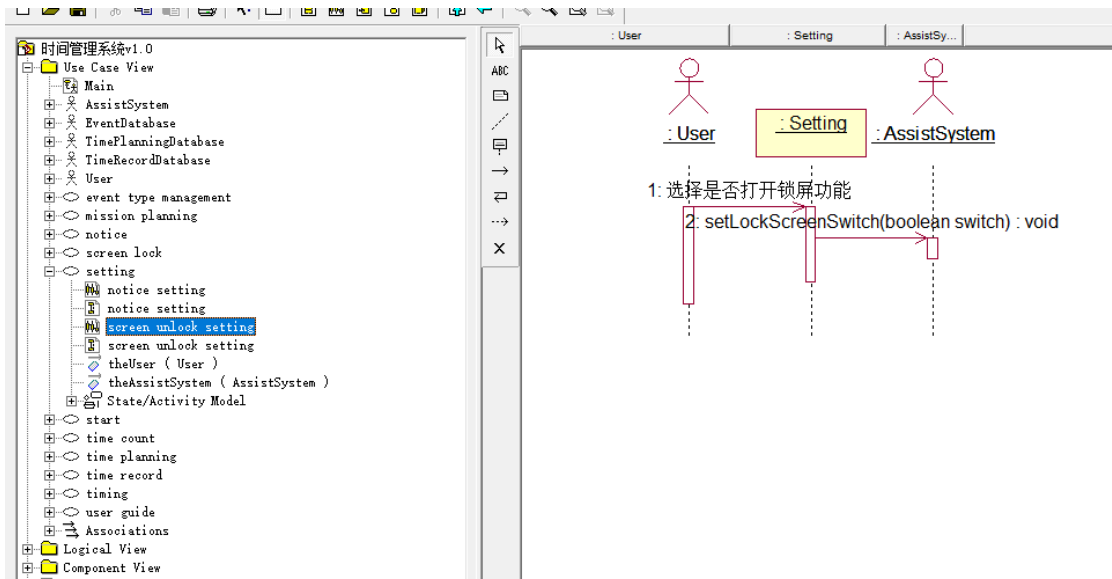 时间管理系统v1.0
Use Case View
Main
AssistSystem
EventDatabase
TimePlanningDatabase
TimeRecordDatabase
User
event type management
mission planning
notice
screen lock
setting
notice setting
notice setting
screen unlock setting
screen unlock setting
theUser ( User )
theAssistSystem ( AssistSystem )
State/Activity Model
start
time count
time planning
time record
timing
user guide
Associations
Logical View
Component View
ABC
: User
: Setting
: AssistSy...
: User
: Setting
: AssistSystem
1: 选择是否打开锁屏功能
2: setLockScreenSwitch(boolean switch) : void